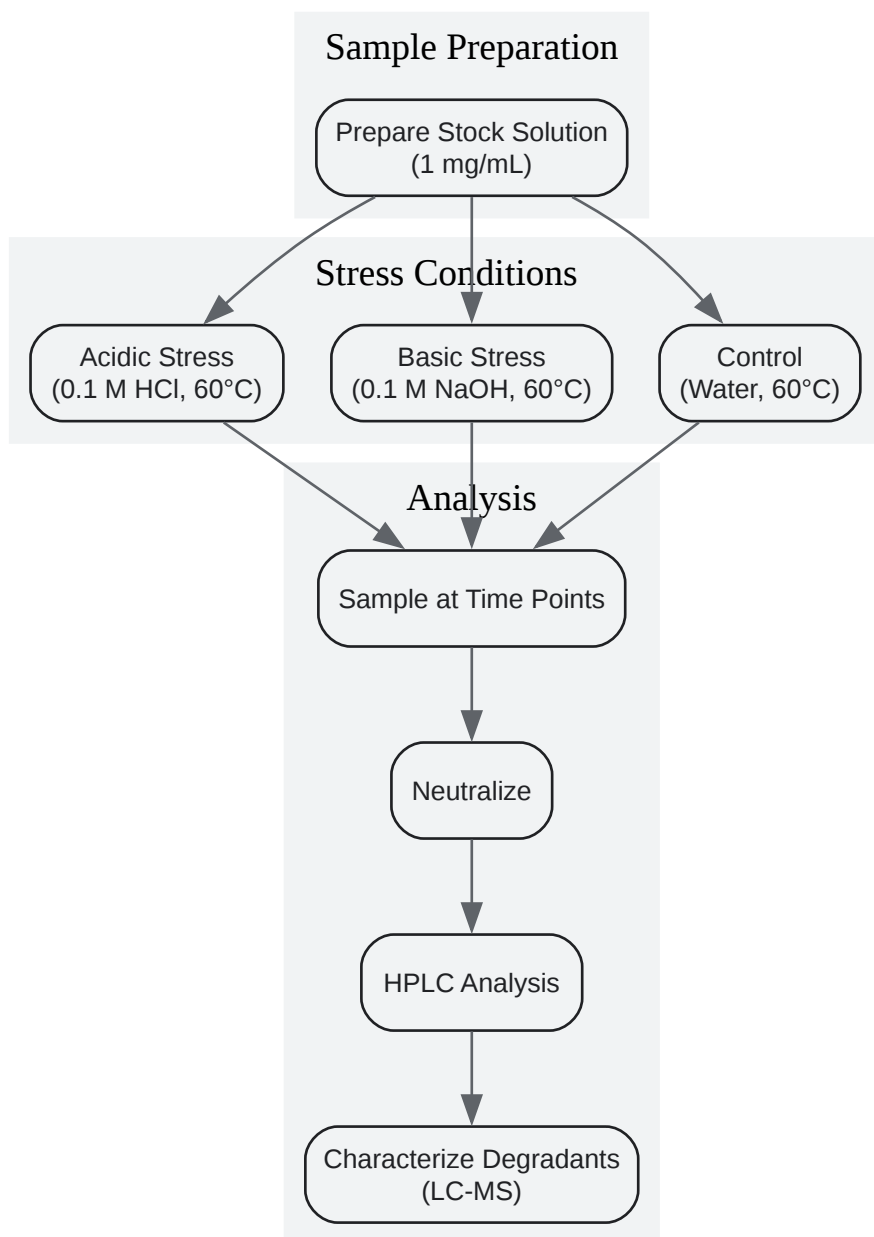 Sample Preparation
Prepare Stock Solution
(1 mg/mL)
Stress Conditions
Acidic Stress
(0.1 M HCl, 60°C)
Basic Stress
(0.1 M NaOH, 60°C)
Control
(Water, 60°C)
Analysis
Sample at Time Points
Neutralize
HPLC Analysis
Characterize Degradants
(LC-MS)